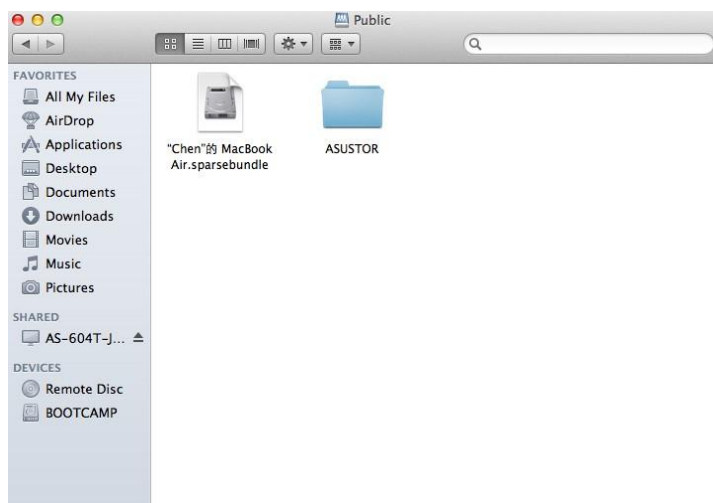 Public
FAVORITES
All My Files
AirDrop
Applications
Desktop
Documents
Downloads
Movies
Music
Pictures
SHARED
AS-604T-J...
DEVICES
Remote Disc
BOOTCAMP
"Chen"的 MacBook
Air.sparsebundle
ASUSTOR